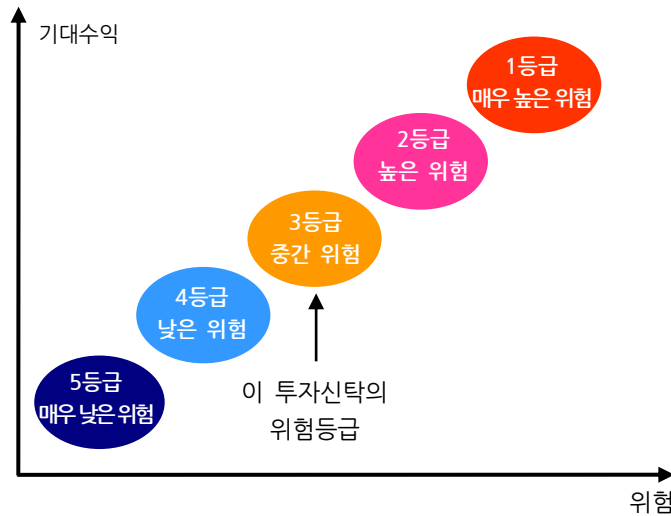 기대수익
1등급
매우 높은 위험
2등급
높은 위험
3등급
중간 위험
4등급
낮은 위험
5등급
매우 낮은 위험
이 투자신탁의
위험등급
위험